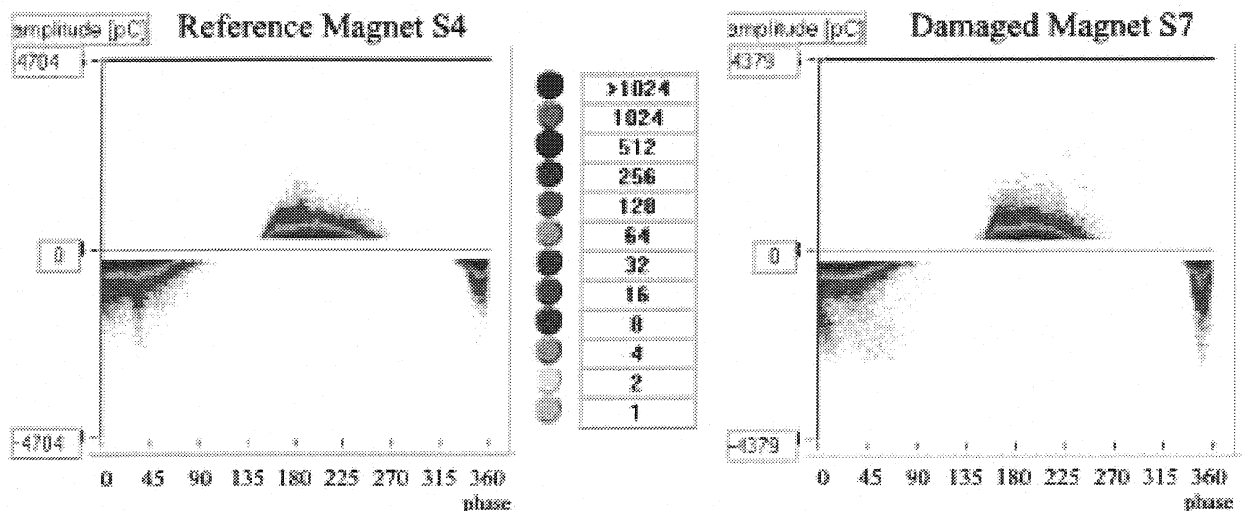 amplitude [pC]
Reference Magnet S4
4704
0
-4704
0 45 90 135 180 225 270 315 360
phase
>1024
1024
512
256
128
64
32
16
8
4
2
1
amplitude [pC]
Damaged Magnet S7
4379
0
-4379
0 45 90 135 180 225 270 315 360
phase